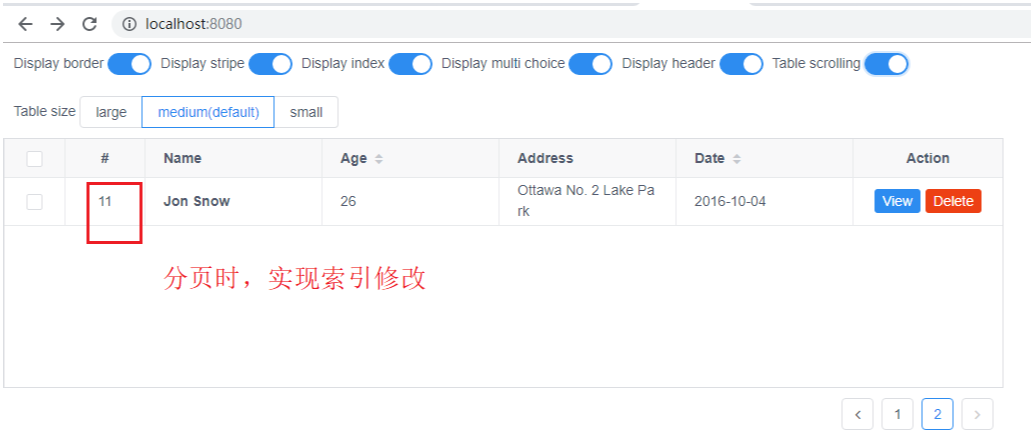 localhost:8080
Display border Display stripe Display index Display multi choice Display header Table scrolling
Table size large medium(default) small
# Name Age Address Date Action
11 Jon Snow 26 Ottawa No. 2 Lake Pa 2016-10-04 View Delete
rk
分页时，实现索引修改
1 2